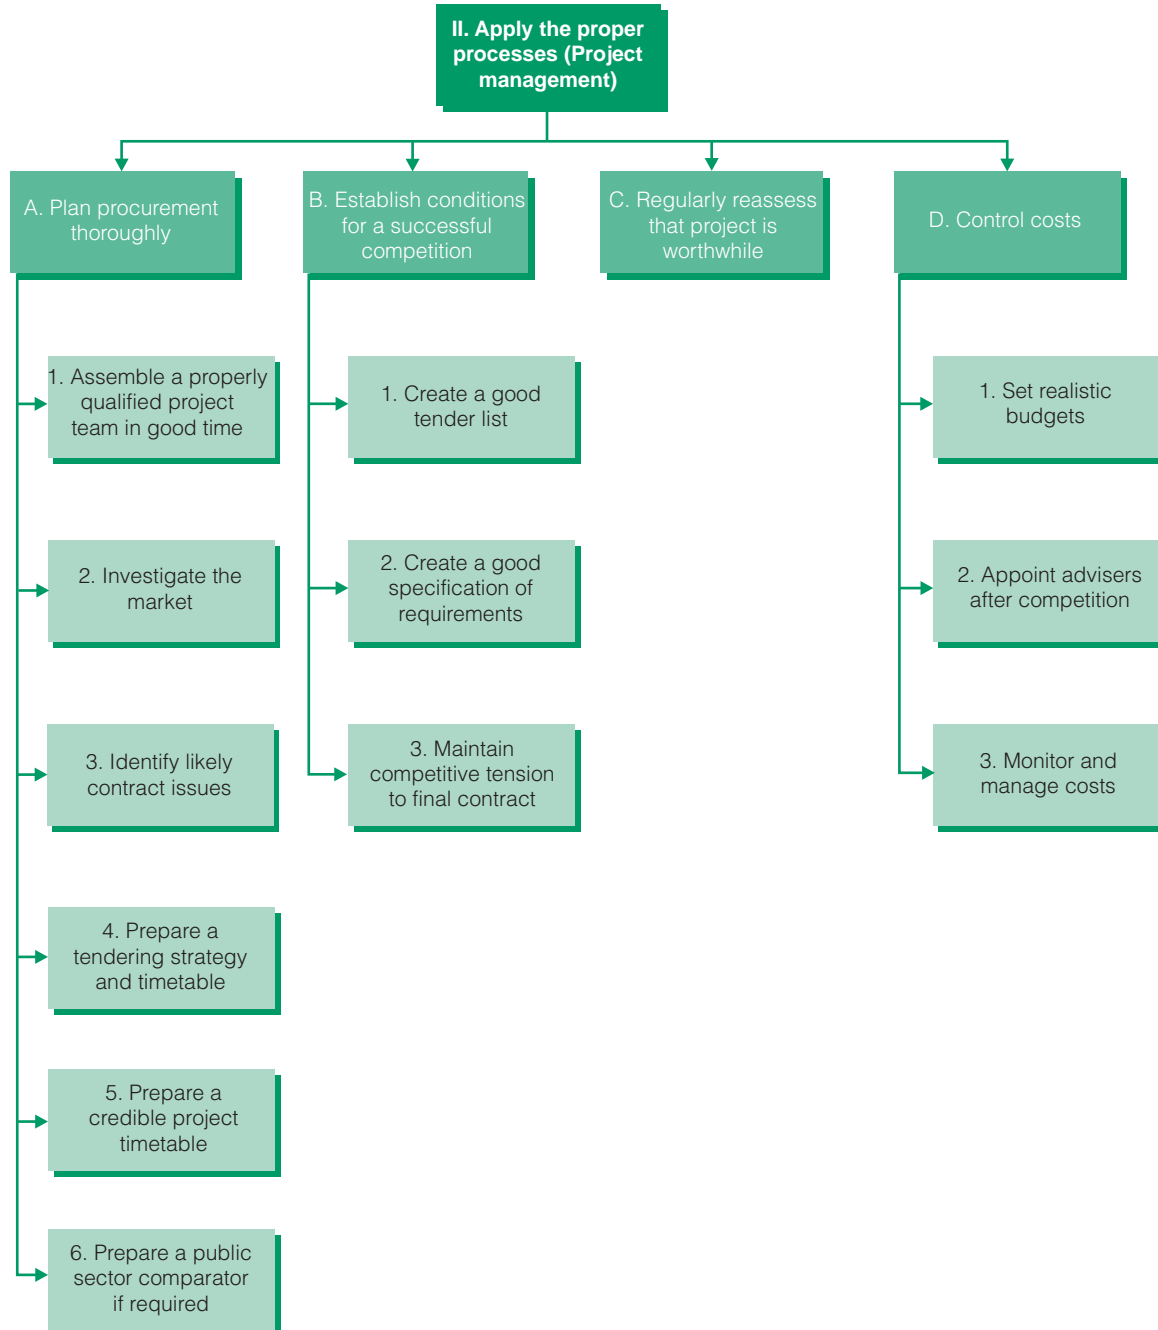 II. Apply the proper
processes (Project
management)
A. Plan procurement
thoroughly
B. Establish conditions
for a successful
competition
C. Regularly reassess
that project is
worthwhile
D. Control costs
1. Assemble a properly
qualified project
team in good time
2. Investigate the
market
3. Identify likely
contract issues
4. Prepare a
tendering strategy
and timetable
5. Prepare a
credible project
timetable
6. Prepare a public
sector comparator
if required
1. Create a good
tender list
2. Create a good
specification of
requirements
3. Maintain
competitive tension
to final contract
1. Set realistic
budgets
2. Appoint advisers
after competition
3. Monitor and
manage costs